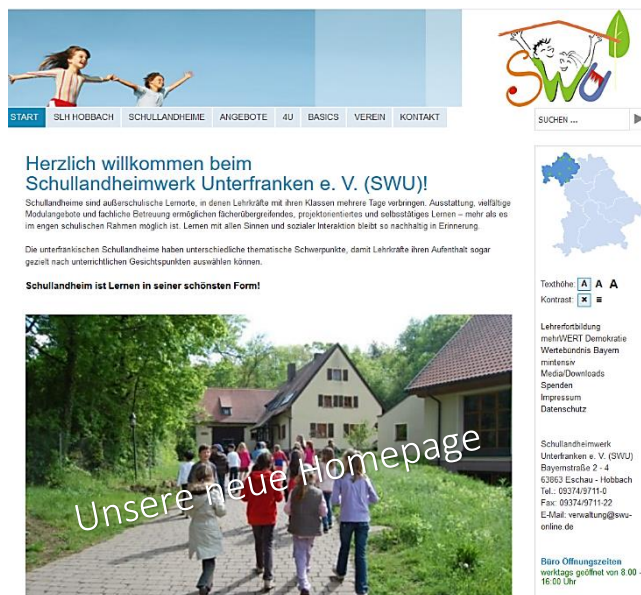 SWU
START SLH HOBBACH SCHULLANDHEIME ANGEBOTE 4U BASICS VEREIN KONTAKT
SUCHEN ...
Herzlich willkommen beim
Schullandheimwerk Unterfranken e. V. (SWU)!
Schullandheime sind außerschulische Lernorte, in denen Lehrkräfte mit ihren Klassen mehrere Tage verbringen. Ausstattung, vielfältige
Modulangebote und fachliche Betreuung ermöglichen fächerübergreifendes, projektorientiertes und selbsttätiges Lernen – mehr als es
im engen schulischen Rahmen möglich ist. Lernen mit allen Sinnen und sozialer Interaktion bleibt so nachhaltig in Erinnerung.
Die unterfränkischen Schullandheime haben unterschiedliche thematische Schwerpunkte, damit Lehrkräfte ihren Aufenthalt sogar
gezielt nach unterrichtlichen Gesichtspunkten auswählen können.
Schullandheim ist Lernen in seiner schönsten Form!
Unsere neue Homepage
Texthöhe: A A A
Kontrast:
Lehrerfortbildung
mehrWERT Demokratie
Wertebündnis Bayern
mintensiv
Media/Downloads
Spenden
Impressum
Datenschutz
Schullandheimwerk
Unterfranken e. V. (SWU)
Bayernstraße 2 - 4
63863 Eschau - Hobbach
Tel.: 09374/9711-0
Fax: 09374/9711-22
E-Mail: verwaltung@swu-
online.de
Büro Öffnungszeiten
werktags geöffnet von 8:00 -
16:00 Uhr